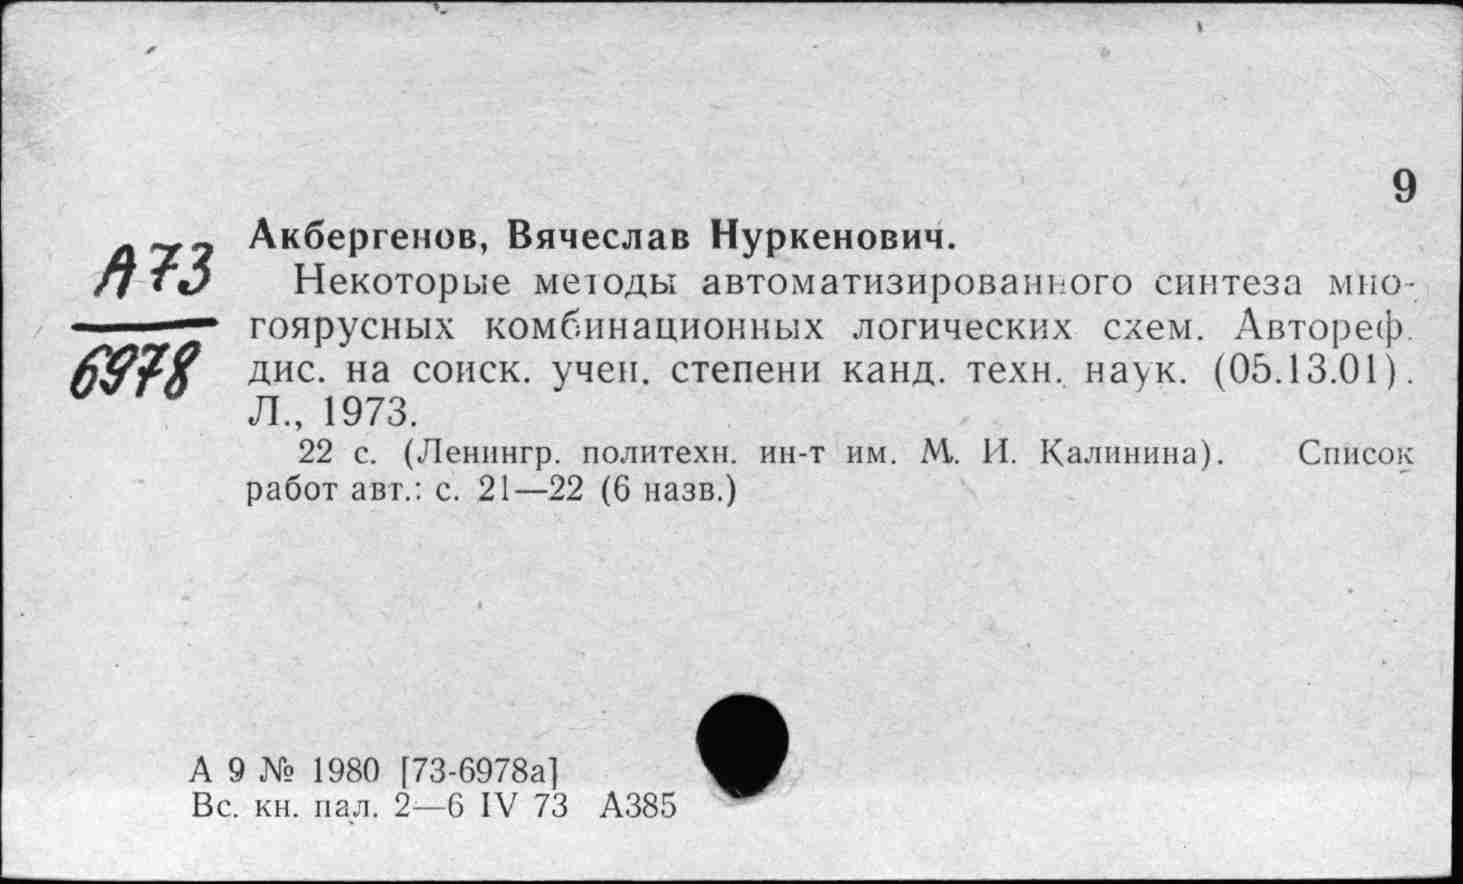 9
А73
6978
Акбергенов, Вячеслав Нуркенович.
Некоторые методы автоматизированного синтеза мно-
гоярусных комбинационных логических схем. Автореф.
дис. на соиск. учен. степени канд. техн. наук. (05.13.01).
Л., 1973.
22 с. (Ленингр. политехн. ин-т им. М. И. Калинина). Список
работ авт.: с. 21—22 (6 назв.)
А 9 № 1980 [73-6978а]
Вс. кн. пал. 2—6 IV 73 А385